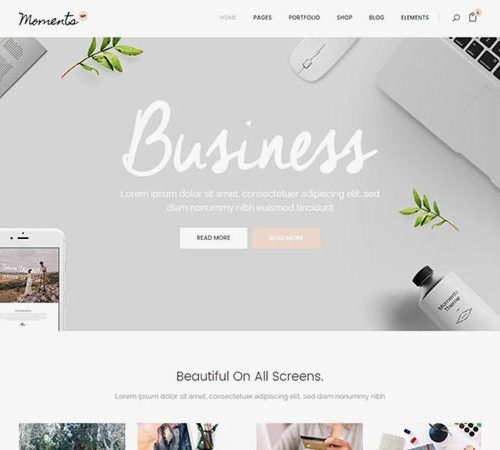 Moments
HOME PAGES PORTFOLIO SHOP BLOG ELEMENTS
Business
Lorem ipsum dolor sit amet, consectetuer adipiscing elit, sed
diam nonummy nibh euismod tincidunt
READ MORE READ MORE
Moments
Theme
Beautiful On All Screens.
Lorem ipsum dolor sit amet, consectetuer adipiscing elit, sed diam nonummy nibh